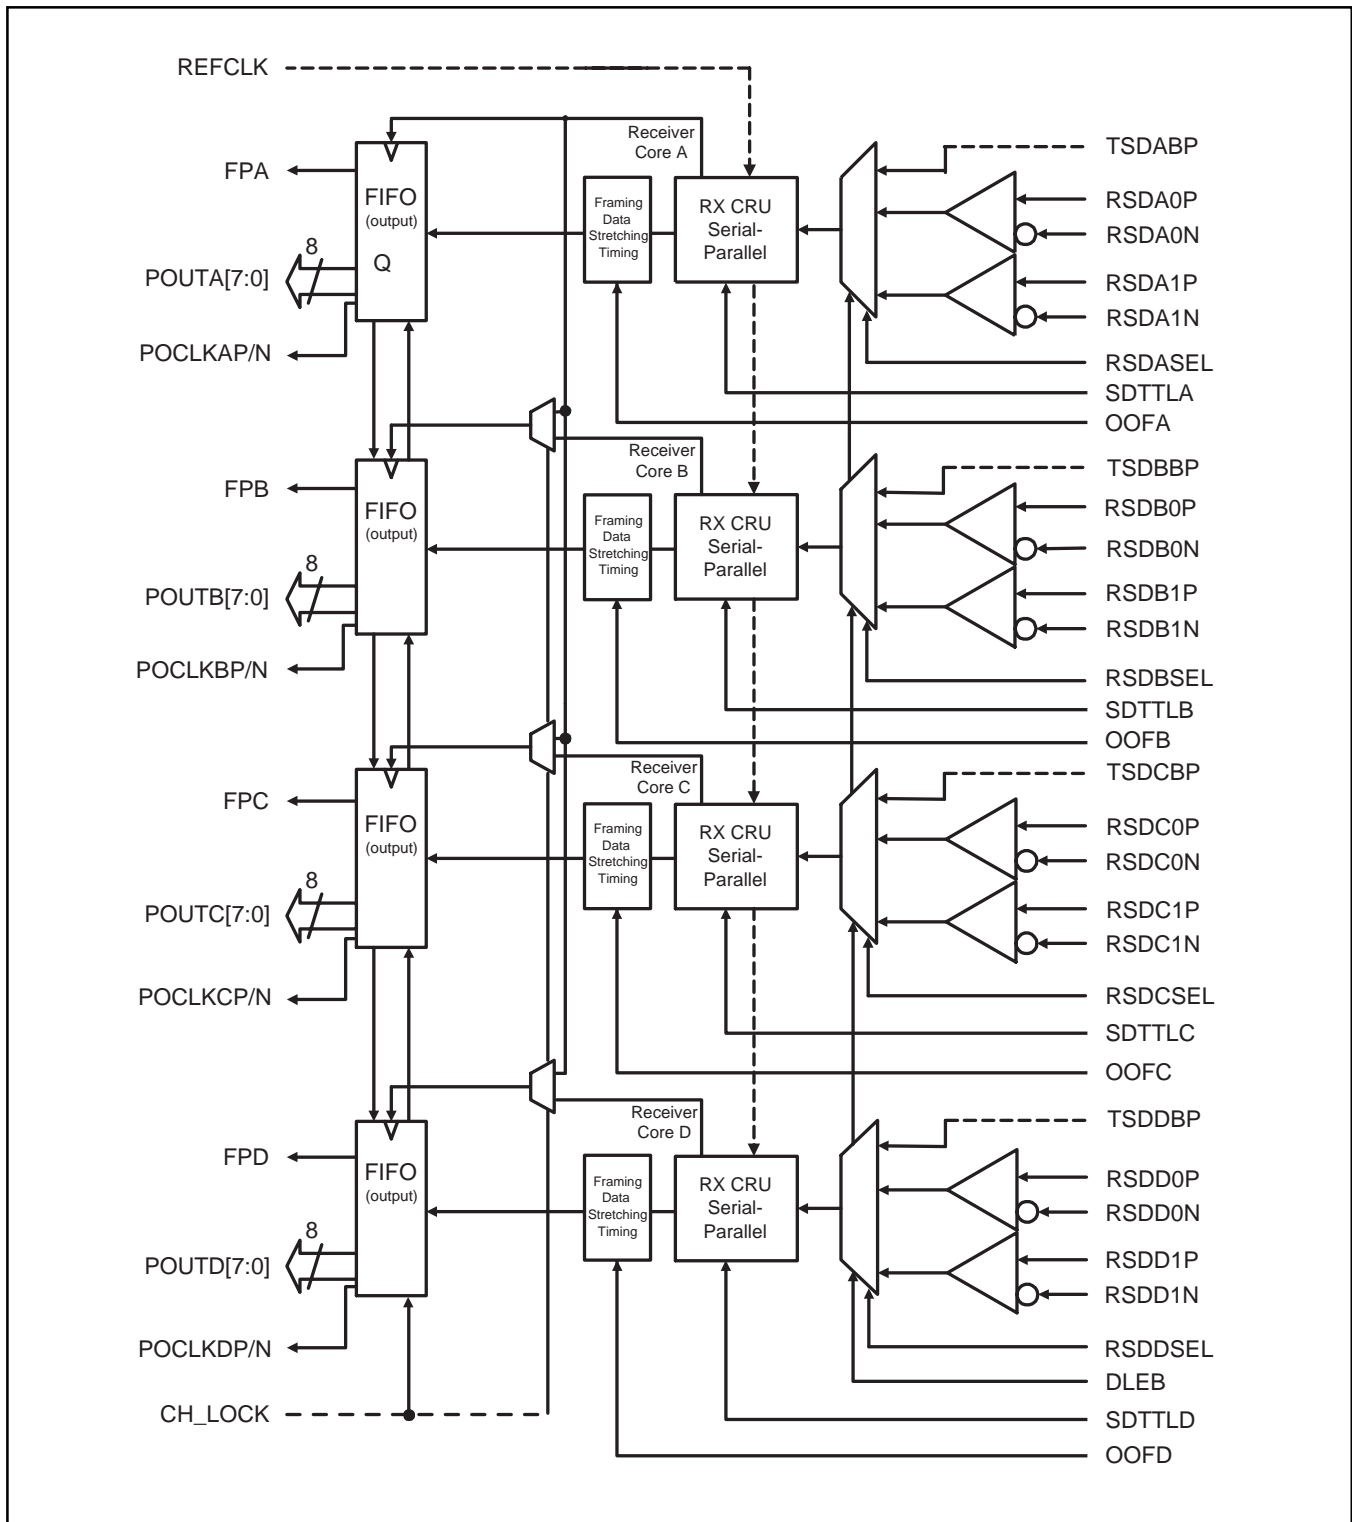 REFCLK
Receiver
Core A
TSDABP
FPA
FIFO
(output)
Q
Framing
Data
Stretching
Timing
RX CRU
Serial-
Parallel
RSDA0P
RSDA0N
8
POUTA[7:0]
RSDA1P
RSDA1N
POCLKAP/N
RSDASEL
SDTTLA
OOFA
Receiver
Core B
TSDBBP
FPB
FIFO
(output)
Framing
Data
Stretching
Timing
RX CRU
Serial-
Parallel
RSDB0P
RSDB0N
8
POUTB[7:0]
RSDB1P
RSDB1N
POCLKBP/N
RSDBSEL
SDTTLB
OOFB
Receiver
Core C
TSDCBP
FPC
FIFO
(output)
Framing
Data
Stretching
Timing
RX CRU
Serial-
Parallel
RSDC0P
RSDC0N
8
POUTC[7:0]
RSDC1P
RSDC1N
POCLKCP/N
RSDCSEL
SDTTLC
OOFC
Receiver
Core D
TSDDBP
FPD
FIFO
(output)
Framing
Data
Stretching
Timing
RX CRU
Serial-
Parallel
RSDD0P
RSDD0N
8
POUTD[7:0]
RSDD1P
RSDD1N
POCLKDP/N
RSDDSEL
DLEB
CH_LOCK
SDTTLD
OOFD